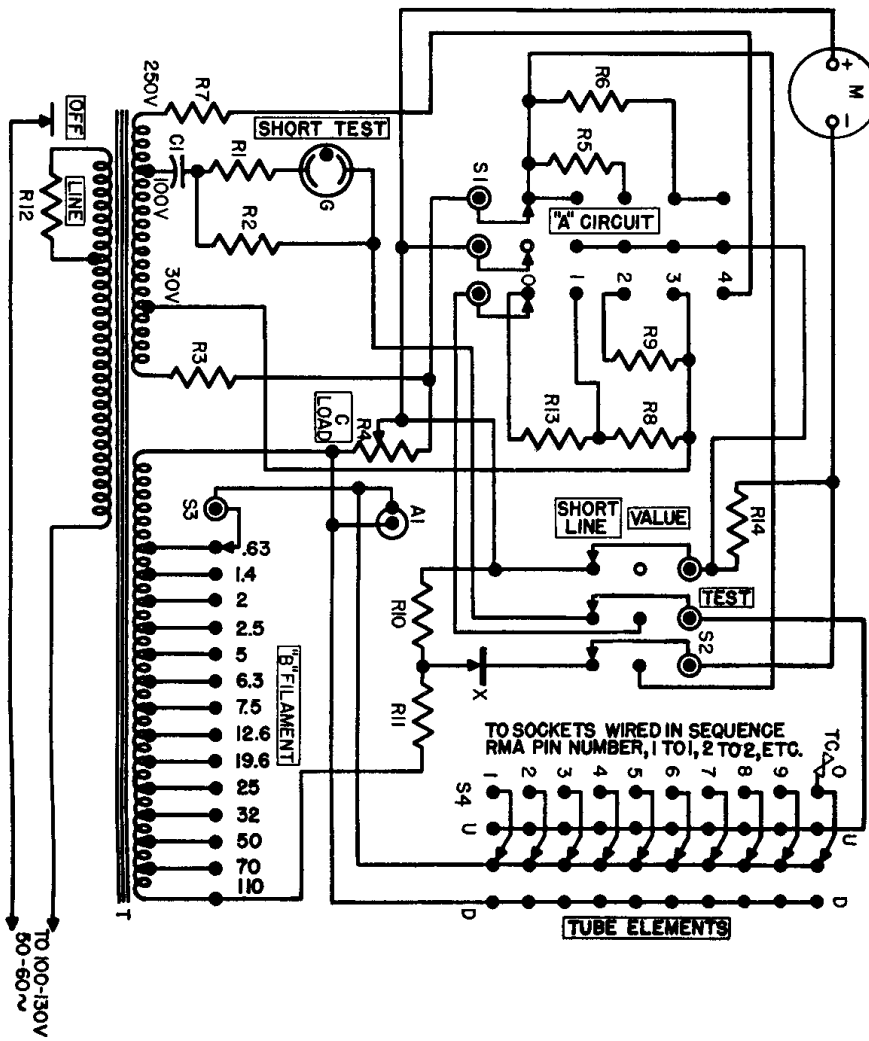 M
+
−
250V
R7
SHORT TEST
OFF
LINE
R12
C1
100V
R1
R2
G
30V
R3
R6
R5
S1
"A" CIRCUIT
0
1
2
3
4
R9
R13
R8
C
LOAD
R4
S3
A1
SHORT
LINE
VALUE
R14
TEST
S2
R10
R11
X
.63
1.4
2
2.5
5
6.3
7.5
12.6
19.6
25
32
50
70
110
"B" FILAMENT
TO SOCKETS WIRED IN SEQUENCE
RMA PIN NUMBER, 1 TO 1, 2 TO 2, ETC.
TC
S4
1
2
3
4
5
6
7
8
9
0
U
U
D
D
TUBE ELEMENTS
T
TO 100-130V
50-60~